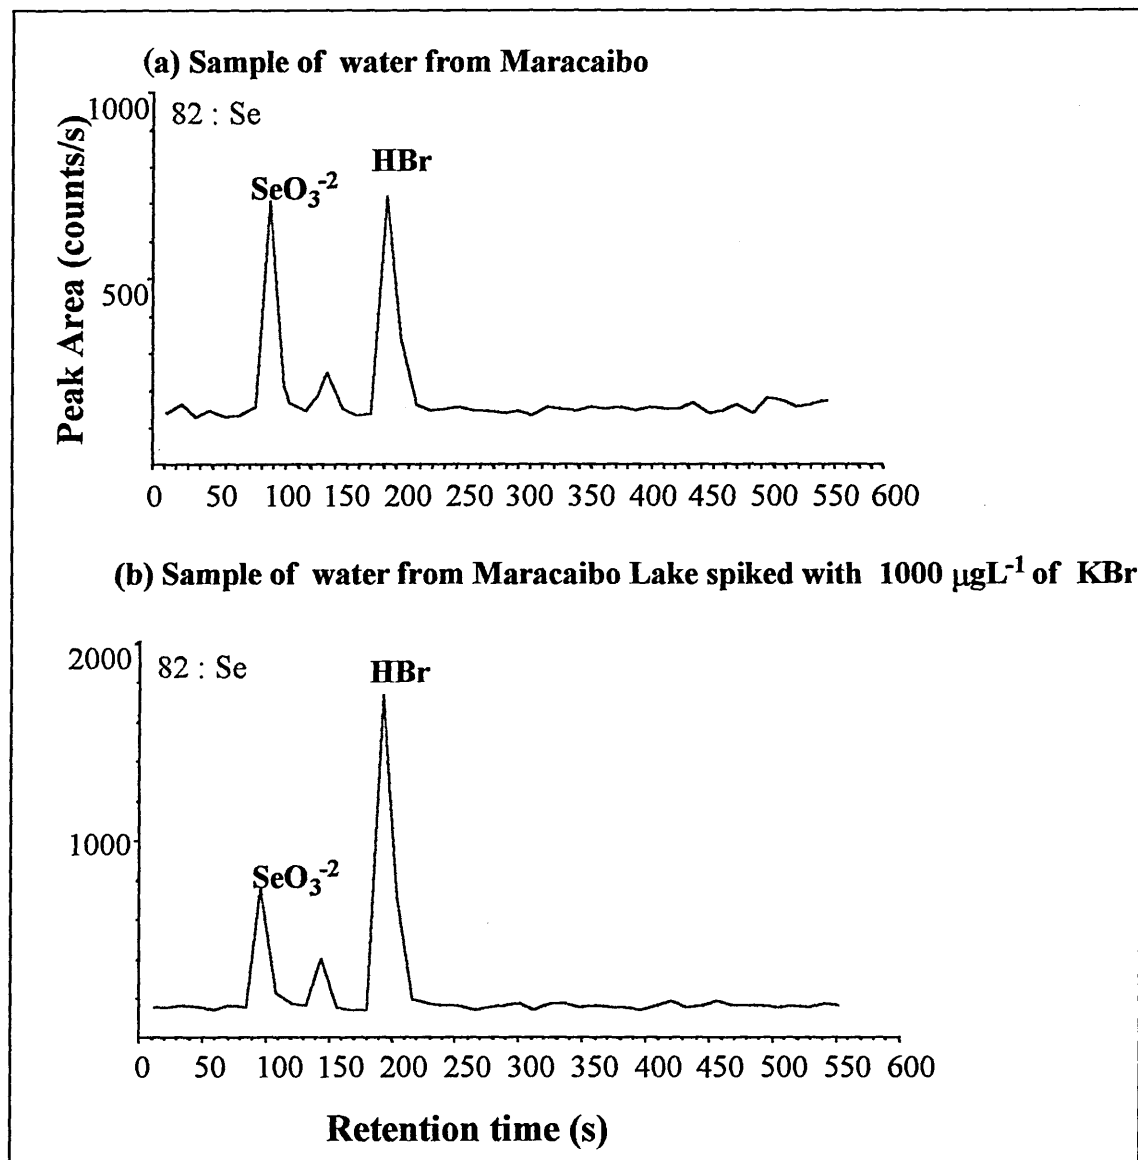 (a) Sample of water from Maracaibo
1000
82 : Se
HBr
SeO₃⁻²
500
Peak Area (counts/s)
0 50 100 150 200 250 300 350 400 450 500 550 600
(b) Sample of water from Maracaibo Lake spiked with 1000 µgL⁻¹ of KBr
2000
82 : Se
HBr
1000
SeO₃⁻²
0 50 100 150 200 250 300 350 400 450 500 550 600
Retention time (s)